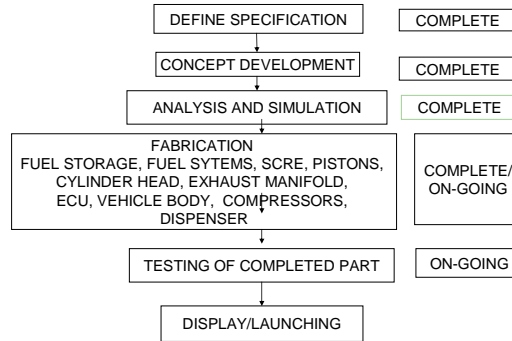 DEFINE SPECIFICATION
COMPLETE
CONCEPT DEVELOPMENT
COMPLETE
ANALYSIS AND SIMULATION
COMPLETE
FABRICATION
FUEL STORAGE, FUEL SYTEMS, SCRE, PISTONS,
CYLINDER HEAD, EXHAUST MANIFOLD,
ECU, VEHICLE BODY, COMPRESSORS,
DISPENSER
COMPLETE/
ON-GOING
TESTING OF COMPLETED PART
ON-GOING
DISPLAY/LAUNCHING